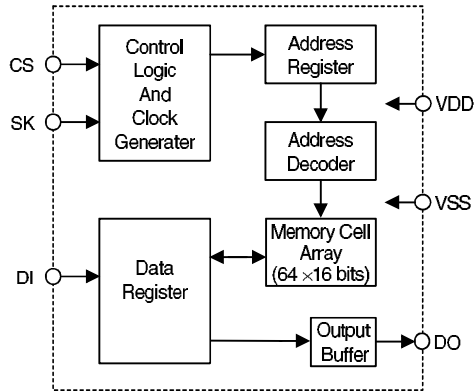 CS
SK
DI
Control
Logic
And
Clock
Generater
Address
Register
Address
Decoder
Memory Cell
Array
(64 ×16 bits)
Data
Register
Output
Buffer
VDD
VSS
DO